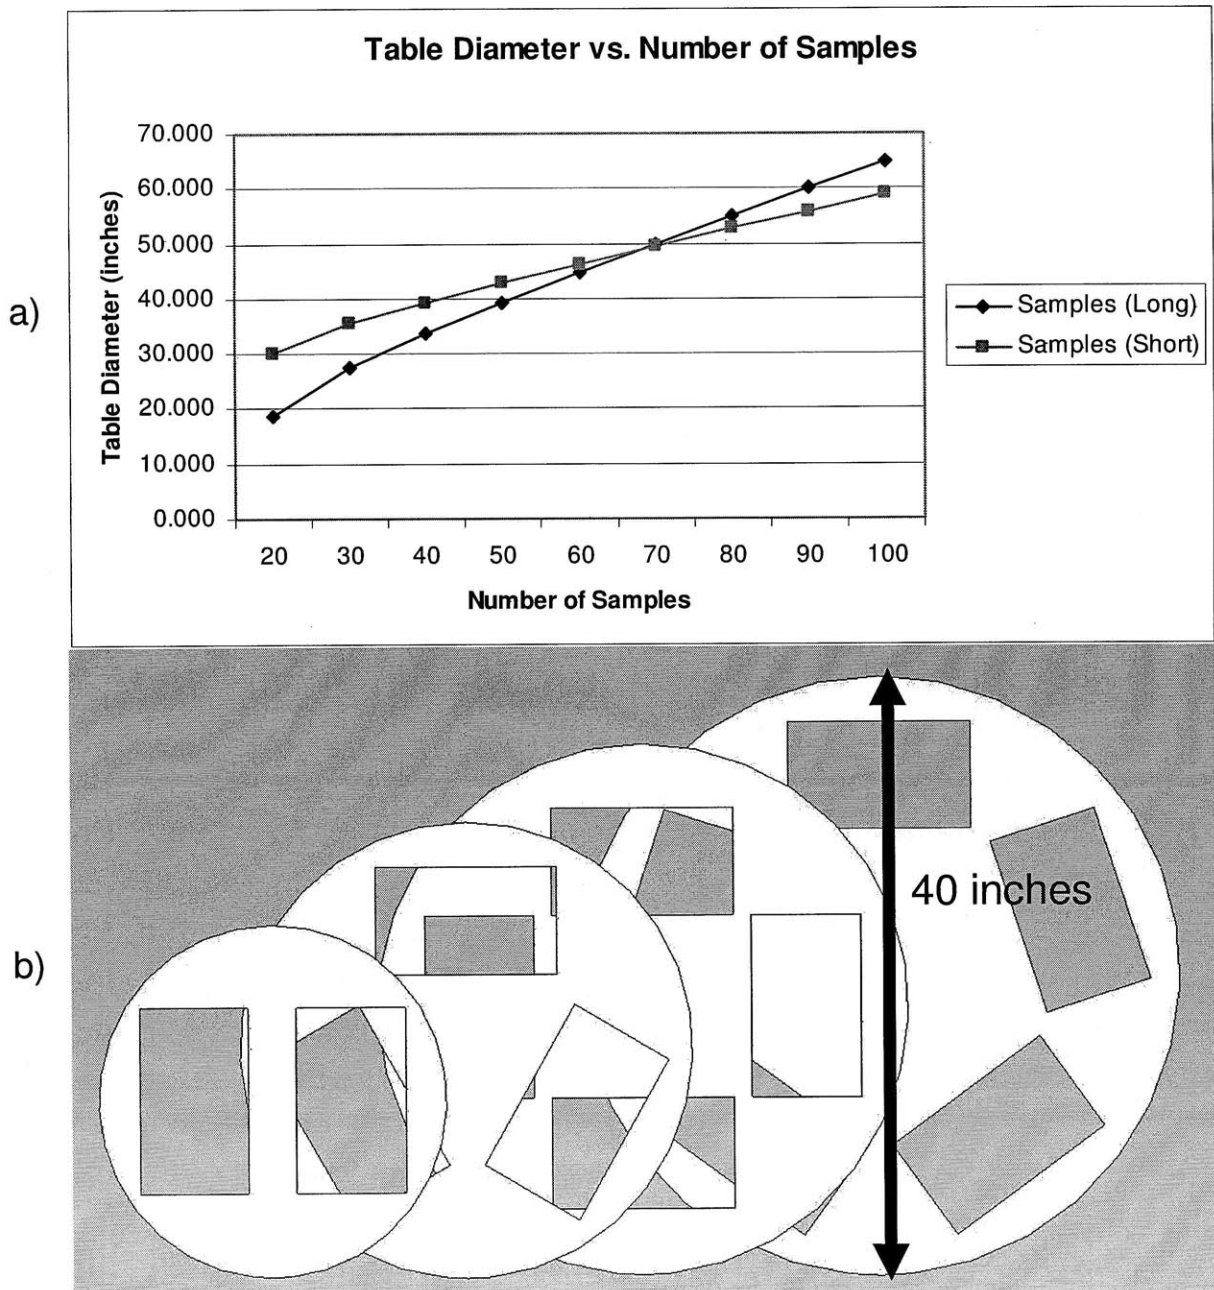 Table Diameter vs. Number of Samples
70.000
60.000
50.000
40.000
30.000
20.000
10.000
0.000
Table Diameter (inches)
20 30 40 50 60 70 80 90 100
Number of Samples
Samples (Long)
Samples (Short)
a)
40 inches
b)